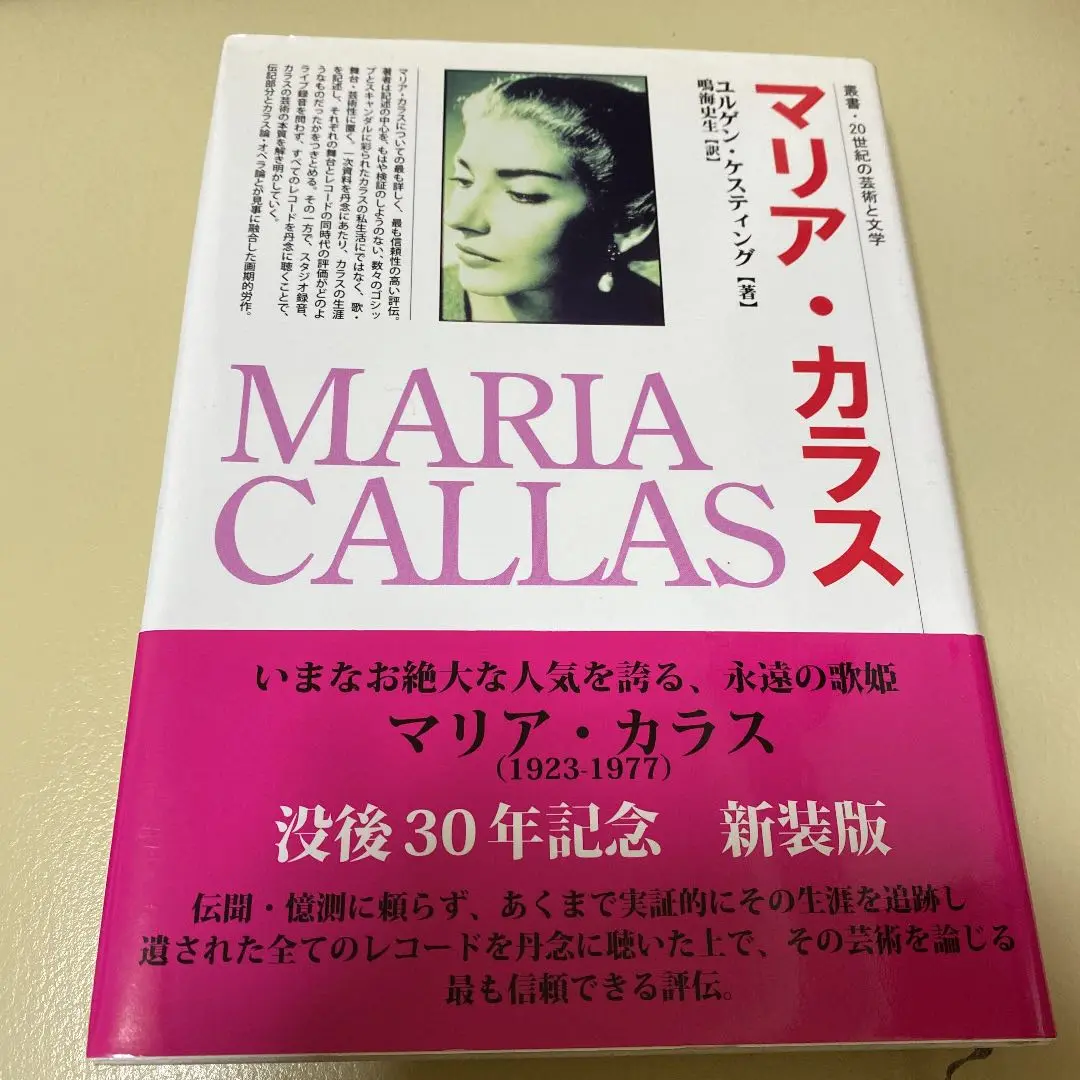 叢書・20世紀の芸術と文学
マリア・カラス
ユルゲン・ケスティング【著】
鳴海史生【訳】
マリア・カラスについての最も詳しく、最も信頼性の高い評伝。
著者は記述の中心を、もはや検証のしようのない、数々のゴシッ
プとスキャンダルに彩られたカラスの私生活にではなく、歌・
舞台・芸術性に置く。一次資料を丹念にあたり、カラスの生涯
を記述し、それぞれの舞台とレコードの同時代の評価がどのよ
うなものだったかをつきとめる。その一方で、スタジオ録音、
ライブ録音を問わず、すべてのレコードを丹念に聴くことで、
カラスの芸術の本質を解き明かしていく。
伝記部分とカラス論・オペラ論とが見事に融合した画期的労作。
MARIA
CALLAS
いまなお絶大な人気を誇る、永遠の歌姫
マリア・カラス
(1923-1977)
没後30年記念 新装版
伝聞・憶測に頼らず、あくまで実証的にその生涯を追跡し
遺された全てのレコードを丹念に聴いた上で、その芸術を論じる
最も信頼できる評伝。